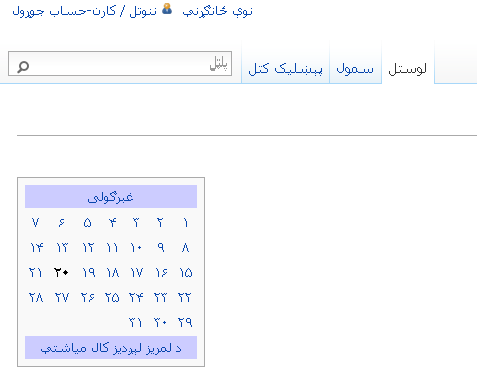 نوې ځانګړنې ننوتل / کارن-حساب جوړول
لوستل سمول پېښليک کتل پلټل
غبرګولی
۱ ۲ ۳ ۴ ۵ ۶ ۷
۸ ۹ ۱۰ ۱۱ ۱۲ ۱۳ ۱۴
۱۵ ۱۶ ۱۷ ۱۸ ۱۹ ۲۰ ۲۱
۲۲ ۲۳ ۲۴ ۲۵ ۲۶ ۲۷ ۲۸
۲۹ ۳۰ ۳۱
د لمريز لېږديز کال مياشتې